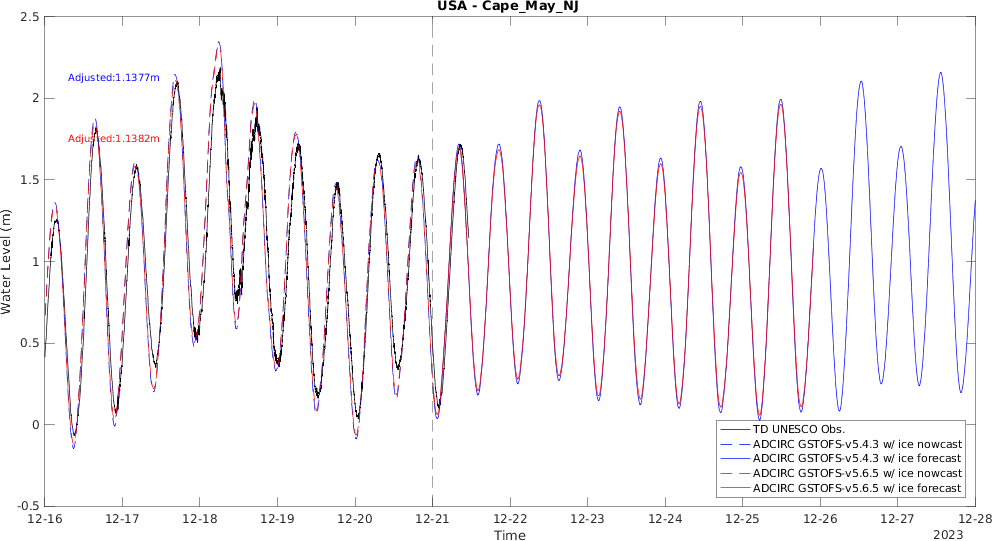 USA - Cape_May_NJ
2.5
2
1.5
1
0.5
0
-0.5
Water Level (m)
Adjusted:1.1377m
Adjusted:1.1382m
TD UNESCO Obs.
ADCIRC GSTOFS-v5.4.3 w/ ice nowcast
ADCIRC GSTOFS-v5.4.3 w/ ice forecast
ADCIRC GSTOFS-v5.6.5 w/ ice nowcast
ADCIRC GSTOFS-v5.6.5 w/ ice forecast
12-16 12-17 12-18 12-19 12-20 12-21 12-22 12-23 12-24 12-25 12-26 12-27 12-28
Time
2023